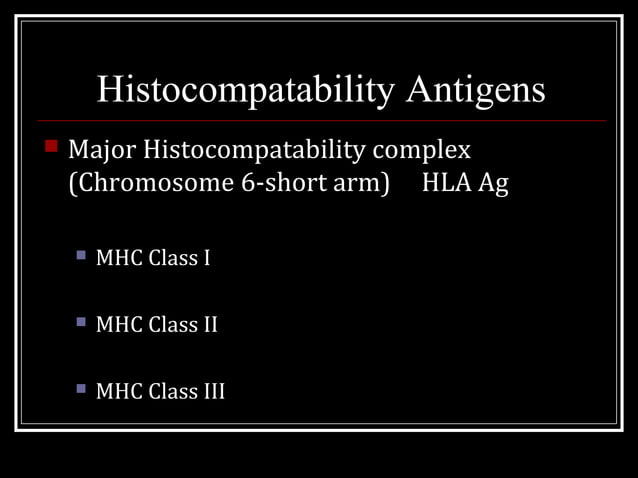 Histocompatability Antigens
Major Histocompatability complex
(Chromosome 6-short arm) HLA Ag
MHC Class I
MHC Class II
MHC Class III